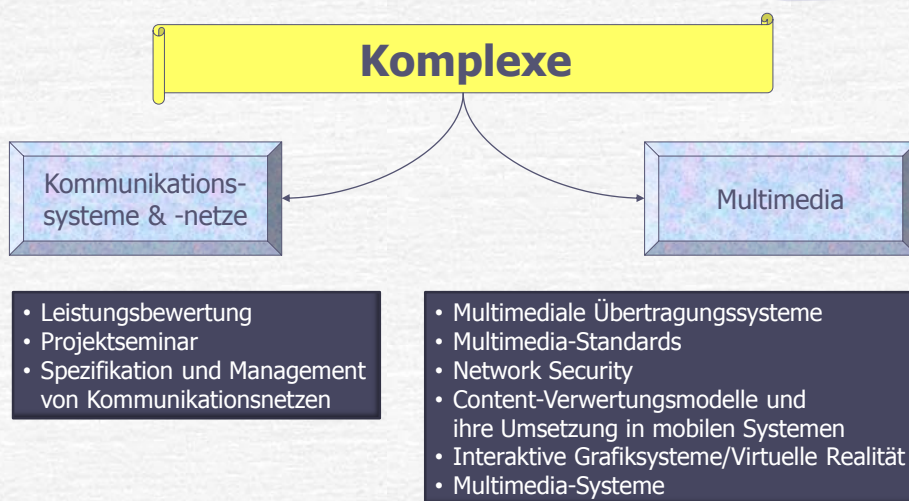 Komplexe
Kommunikations-
systeme & -netze
Multimedia
• Leistungsbewertung
• Projektseminar
• Spezifikation und Management
von Kommunikationsnetzen
• Multimediale Übertragungssysteme
• Multimedia-Standards
• Network Security
• Content-Verwertungsmodelle und
ihre Umsetzung in mobilen Systemen
• Interaktive Grafiksysteme/Virtuelle Realität
• Multimedia-Systeme